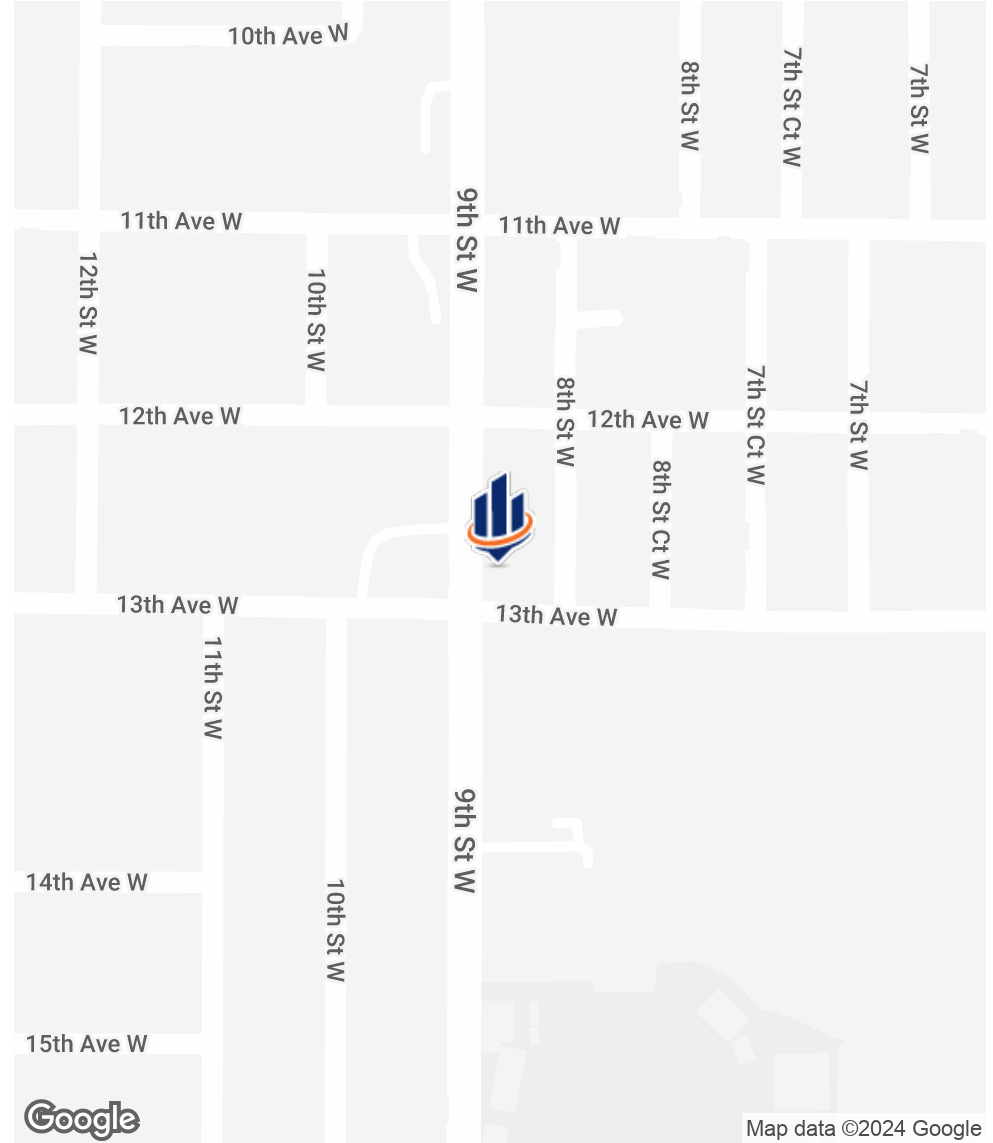 10th Ave W
8th St W
7th St Ct W
7th St W
11th Ave W
9th St W
11th Ave W
12th St W
10th St W
8th St W
7th St Ct W
7th St W
12th Ave W
12th Ave W
8th St Ct W
13th Ave W
13th Ave W
11th St W
9th St W
14th Ave W
10th St W
15th Ave W
Google
Map data ©2024 Google